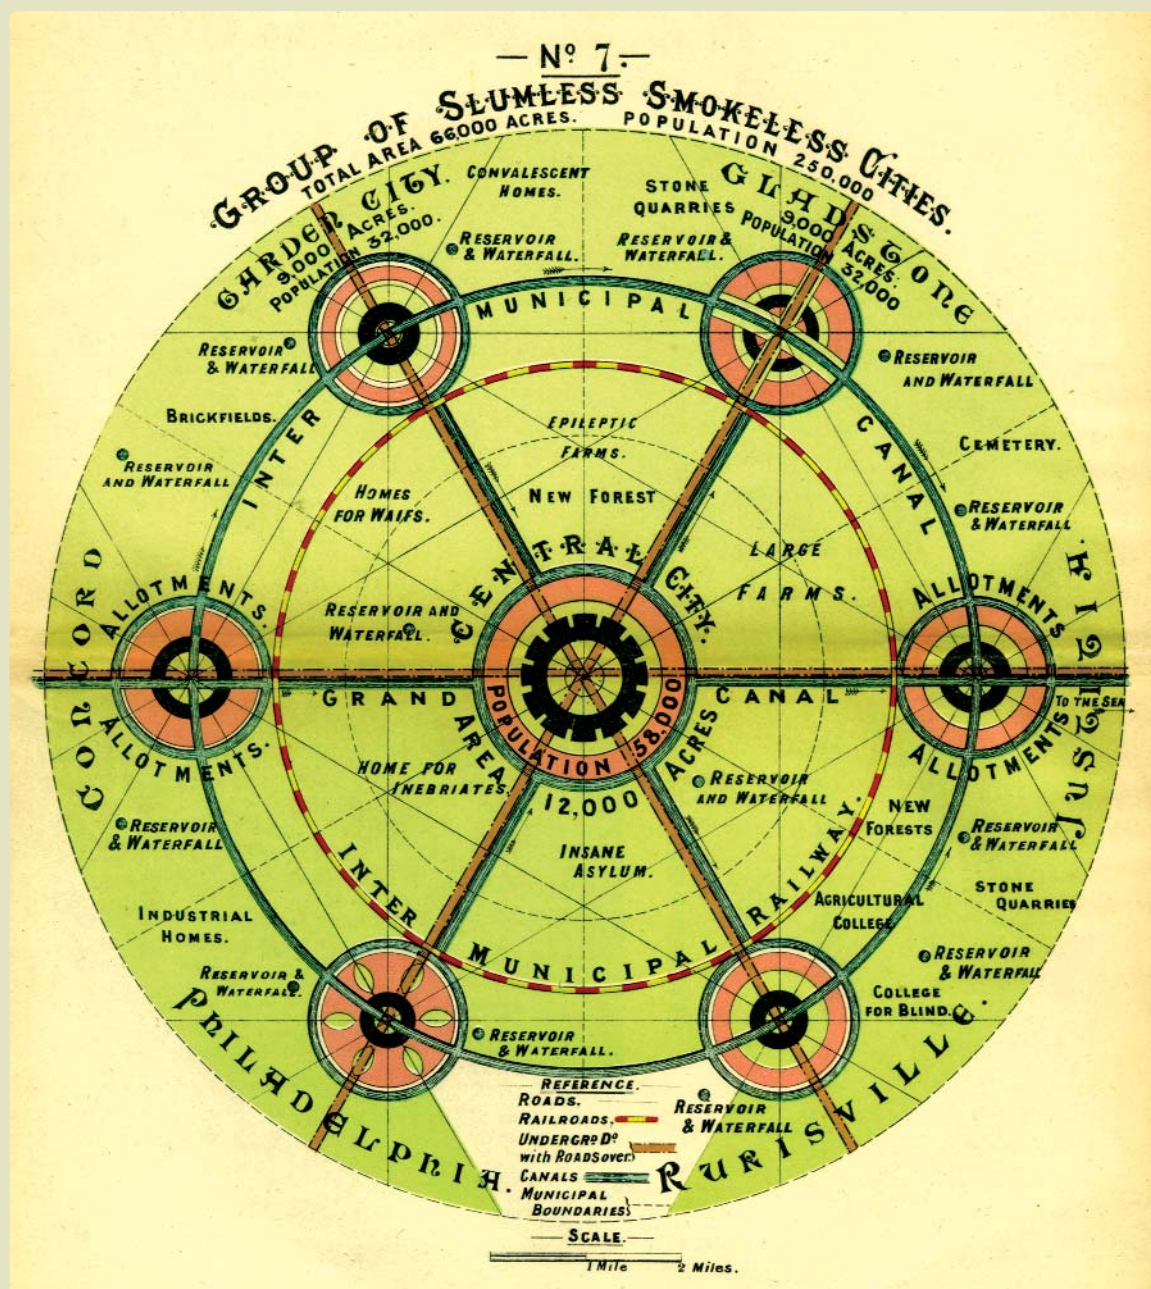 — Nº 7. —
GROUP OF SLUMLESS SMOKELESS CITIES.
TOTAL AREA 66,000 ACRES. POPULATION 250,000
GARDEN CITY.
9,000 ACRES.
POPULATION 32,000.
CONVALESCENT
HOMES.
STONE
QUARRIES
GLADSTONE
9,000 ACRES.
POPULATION
32,000
RESERVOIR
& WATERFALL.
RESERVOIR &
WATERFALL.
INTER MUNICIPAL CANAL
RESERVOIR
& WATERFALL
RESERVOIR
AND WATERFALL
BRICKFIELDS.
EPILEPTIC
FARMS.
CEMETERY.
RESERVOIR
AND WATERFALL
HOMES
FOR WAIFS.
NEW FOREST
RESERVOIR
& WATERFALL
LARGE
FARMS.
CONCORD
ALLOTMENTS.
RESERVOIR AND
WATERFALL.
CENTRAL CITY.
ALLOTMENTS
GRAND CANAL
TO THE SEA
POPULATION 58,000
AREA 12,000 ACRES
ALLOTMENTS.
ALLOTMENTS
HOME FOR
INEBRIATES.
RESERVOIR
AND WATERFALL
RESERVOIR
& WATERFALL
NEW
FORESTS
RESERVOIR
& WATERFALL
INSANE
ASYLUM.
INTER MUNICIPAL RAILWAY.
STONE
QUARRIES
AGRICULTURAL
COLLEGE
INDUSTRIAL
HOMES.
RESERVOIR
& WATERFALL
RESERVOIR &
WATERFALL.
COLLEGE
FOR BLIND.
RESERVOIR
& WATERFALL.
PHILADELPHIA.
RURISVILLE.
RESERVOIR
& WATERFALL
REFERENCE.
ROADS.
RAILROADS.
UNDERGRD Dº
with ROADS over.
CANALS
MUNICIPAL
BOUNDARIES
— SCALE. —
1 Mile 2 Miles.